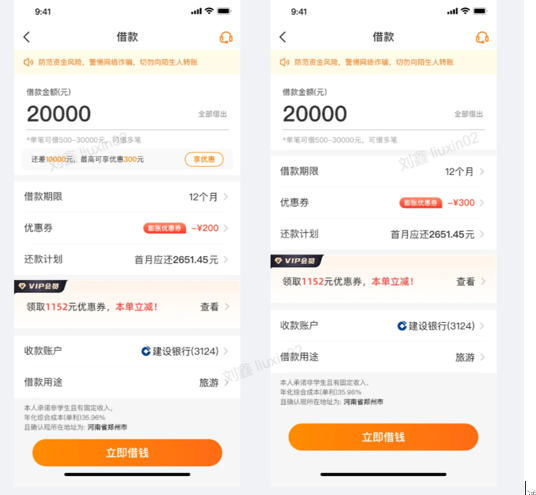 9:41
借款
防范资金风险，警惕网络诈骗，切勿向陌生人转账
借款金额(元)
20000
全部借出
*单笔可借500-30000元，可借多笔
还差10000元，最高可享优惠300元
享优惠
借款期限
12个月
优惠券
膨胀优惠券
-¥200
还款计划
首月应还2651.45元
VIP会员
领取1152元优惠券，本单立减！
查看
收款账户
建设银行(3124)
借款用途
旅游
本人承诺非学生且有固定收入，
年化综合成本(单利)35.96%
且确认现所在地址为: 河南省郑州市
立即借钱
9:41
借款
防范资金风险，警惕网络诈骗，切勿向陌生人转账
借款金额(元)
20000
全部借出
*单笔可借500-30000元，可借多笔
借款期限
12个月
优惠券
膨胀优惠券
-¥300
还款计划
首月应还2651.45元
VIP会员
领取1152元优惠券，本单立减！
查看
收款账户
建设银行(3124)
借款用途
旅游
本人承诺非学生且有固定收入。
年化综合成本(单利)35.96%
且确认现所在地址为: 河南省郑州市
立即借钱
刘鑫 liuxin02
刘鑫 liuxin02
刘鑫 liuxin02